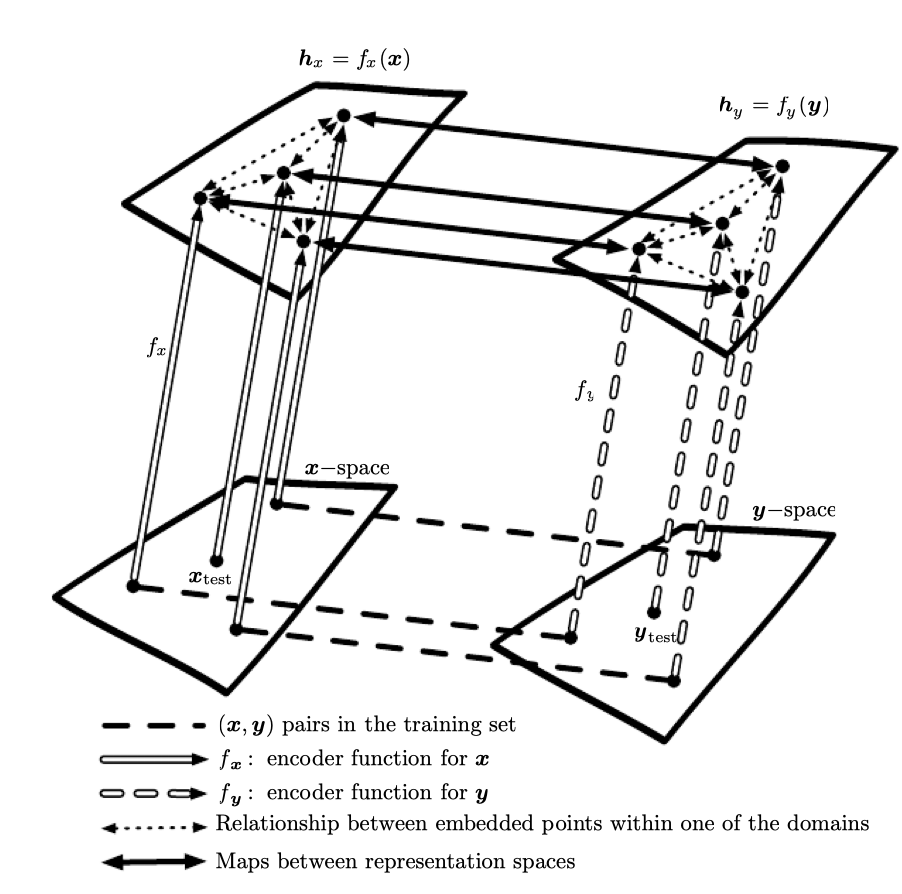 h_x = f_x(x)
h_y = f_y(y)
f_x
f_y
x−space
y−space
x_test
y_test
(x, y) pairs in the training set
f_x : encoder function for x
f_y : encoder function for y
Relationship between embedded points within one of the domains
Maps between representation spaces